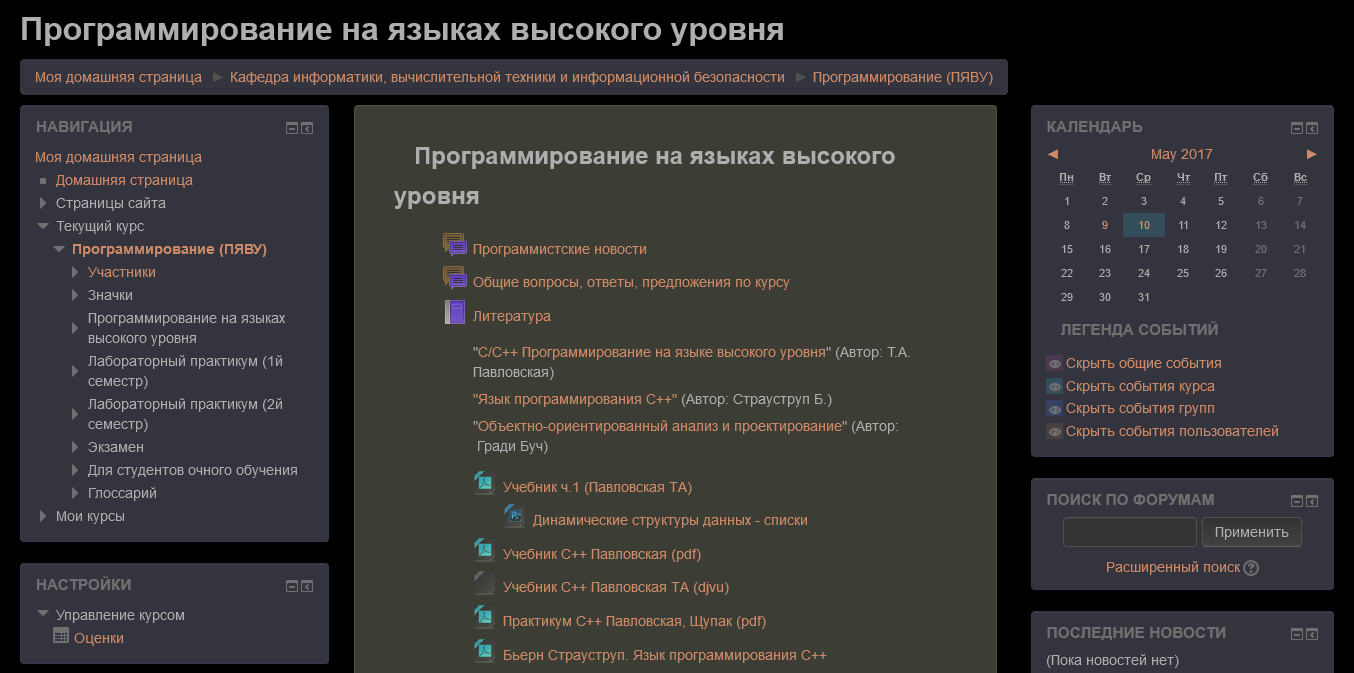 Программирование на языках высокого уровня
Моя домашняя страница ▶ Кафедра информатики, вычислительной техники и информационной безопасности ▶ Программирование (ПЯВУ)
НАВИГАЦИЯ
Моя домашняя страница
Домашняя страница
Страницы сайта
Текущий курс
Программирование (ПЯВУ)
Участники
Значки
Программирование на языках
высокого уровня
Лабораторный практикум (1й
семестр)
Лабораторный практикум (2й
семестр)
Экзамен
Для студентов очного обучения
Глоссарий
Мои курсы
НАСТРОЙКИ
Управление курсом
Оценки
Программирование на языках высокого
уровня
Программистские новости
Общие вопросы, ответы, предложения по курсу
Литература
"С/С++ Программирование на языке высокого уровня" (Автор: Т.А.
Павловская)
"Язык программирования С++" (Автор: Страуструп Б.)
"Объектно-ориентированный анализ и проектирование" (Автор:
Гради Буч)
Учебник ч.1 (Павловская ТА)
Динамические структуры данных - списки
Учебник С++ Павловская (pdf)
Учебник С++ Павловская ТА (djvu)
Практикум С++ Павловская, Щупак (pdf)
Бьерн Страуструп. Язык программирования С++
КАЛЕНДАРЬ
◀ May 2017 ▶
Пн Вт Ср Чт Пт Сб Вс
1 2 3 4 5 6 7
8 9 10 11 12 13 14
15 16 17 18 19 20 21
22 23 24 25 26 27 28
29 30 31
ЛЕГЕНДА СОБЫТИЙ
Скрыть общие события
Скрыть события курса
Скрыть события групп
Скрыть события пользователей
ПОИСК ПО ФОРУМАМ
Применить
Расширенный поиск ?
ПОСЛЕДНИЕ НОВОСТИ
(Пока новостей нет)